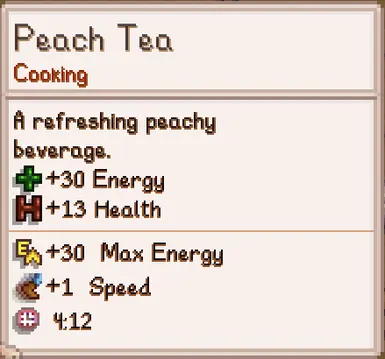 Peach Tea
Cooking
A refreshing peachy
beverage.
+30 Energy
+13 Health
+30 Max Energy
+1 Speed
4:12